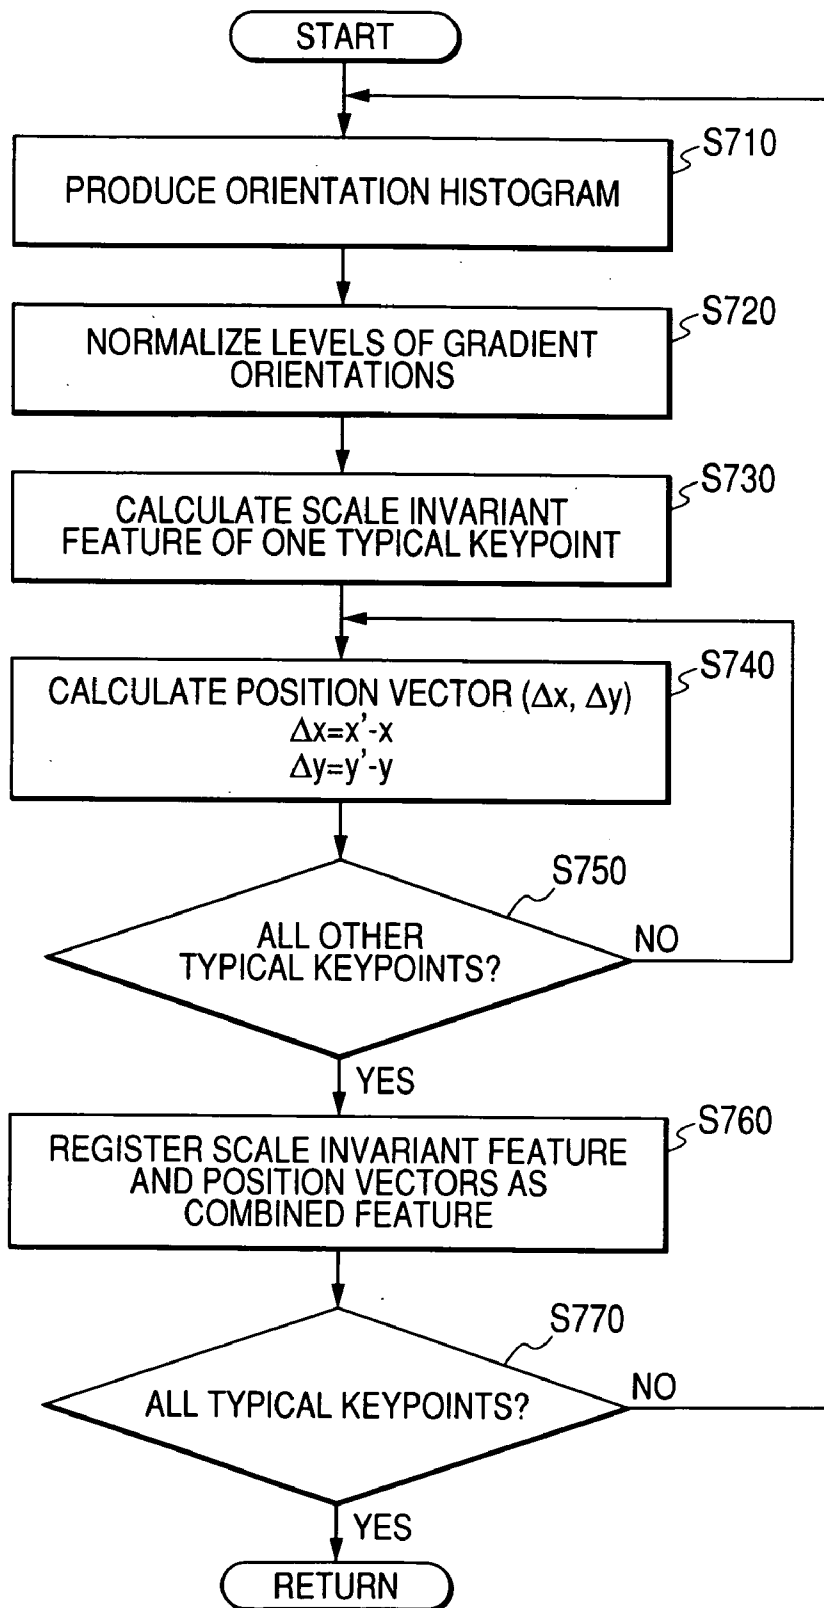 START
S710
PRODUCE ORIENTATION HISTOGRAM
S720
NORMALIZE LEVELS OF GRADIENT
ORIENTATIONS
S730
CALCULATE SCALE INVARIANT
FEATURE OF ONE TYPICAL KEYPOINT
S740
CALCULATE POSITION VECTOR (Δx, Δy)
Δx=x'-x
Δy=y'-y
S750
ALL OTHER
TYPICAL KEYPOINTS?
NO
YES
S760
REGISTER SCALE INVARIANT FEATURE
AND POSITION VECTORS AS
COMBINED FEATURE
S770
ALL TYPICAL KEYPOINTS?
NO
YES
RETURN